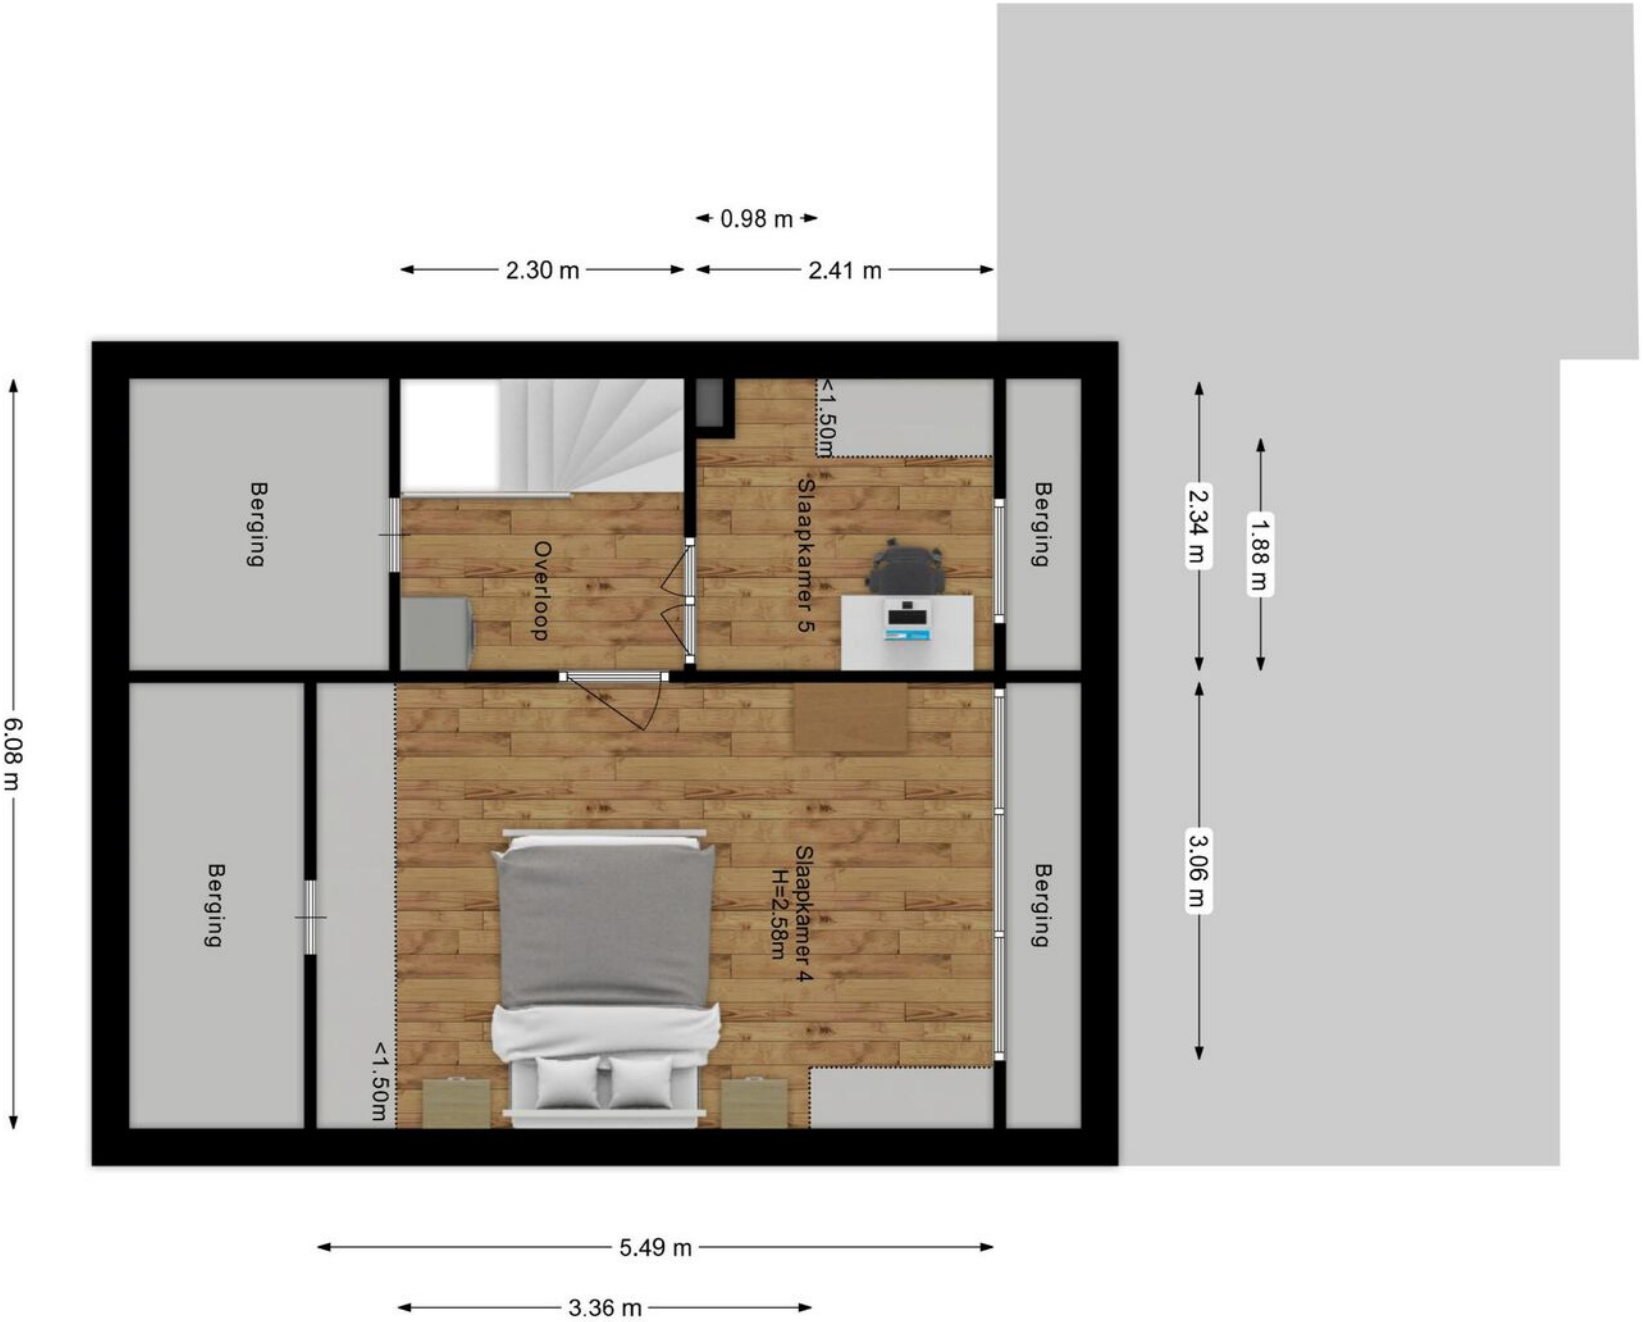 0.98 m
2.30 m
2.41 m
<1.50m
Berging
Overloop
Slaapkamer 5
Berging
2.34 m
1.88 m
6.08 m
Berging
<1.50m
Slaapkamer 4
H=2.58m
Berging
3.06 m
5.49 m
3.36 m